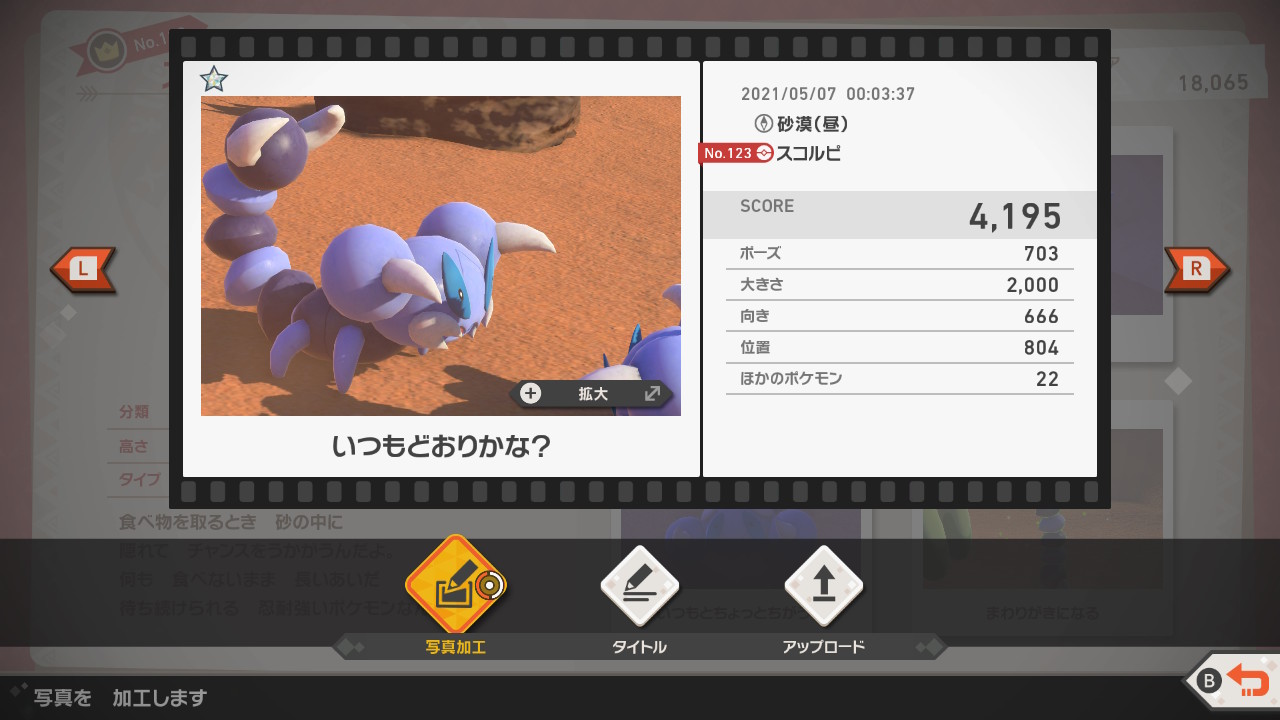 No.1
18,065
2021/05/07 00:03:37
砂漠(昼)
No.123 スコルピ
SCORE 4,195
ポーズ 703
大きさ 2,000
向き 666
位置 804
ほかのポケモン 22
拡大
いつもどおりかな?
L
R
分類
高さ
タイプ
食べ物を取るとき 砂の中に
隠れて チャンスをうかがうんだよ。
何も 食べないまま 長いあいだ
待ち続けられる 忍耐強いポケモンな
いつもとちょっとちが
まわりが気になる
写真加工
タイトル
アップロード
写真を 加工します
B